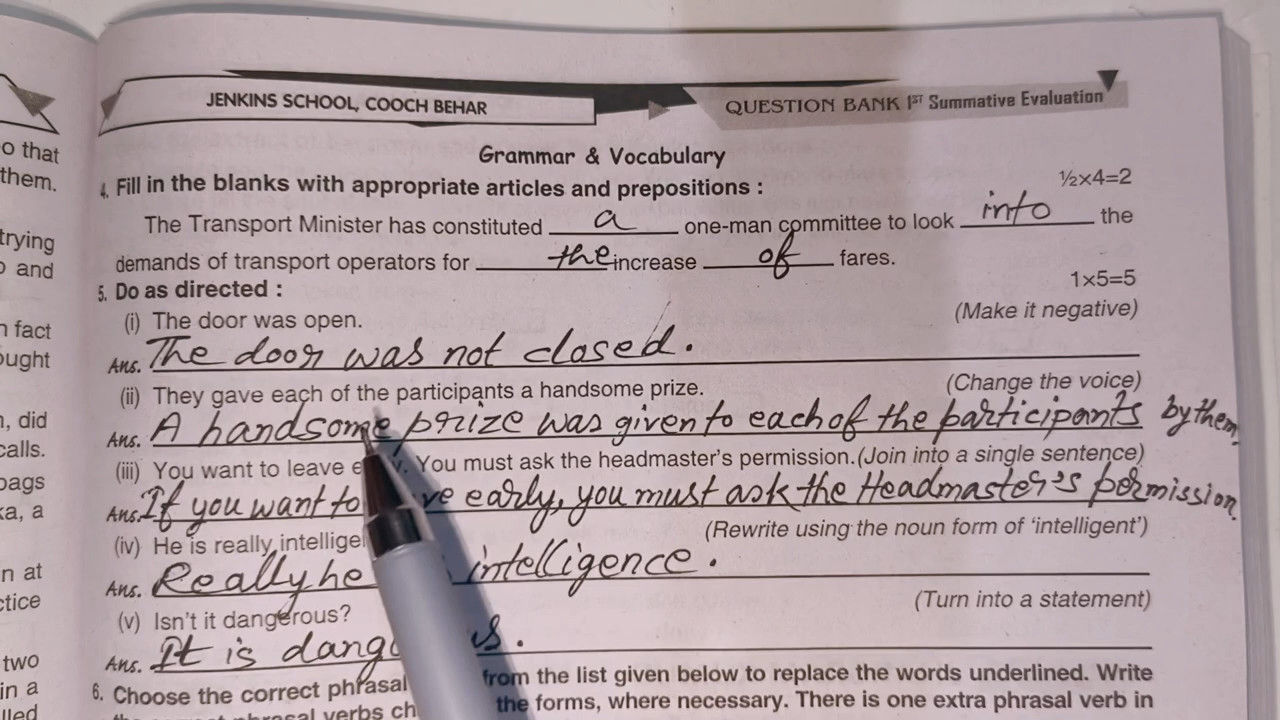 JENKINS SCHOOL, COOCH BEHAR
QUESTION BANK 1ST Summative Evaluation
Grammar & Vocabulary
4. Fill in the blanks with appropriate articles and prepositions : ½×4=2
The Transport Minister has constituted a one-man committee to look into the
demands of transport operators for the increase of fares.
5. Do as directed : 1×5=5
(i) The door was open. (Make it negative)
Ans. The door was not closed.
(ii) They gave each of the participants a handsome prize. (Change the voice)
Ans. A handsome prize was given to each of the participants by them.
(iii) You want to leave You must ask the headmaster's permission. (Join into a single sentence)
Ans. If you want to early, you must ask the Headmaster's permission.
(iv) He is really (Rewrite using the noun form of 'intelligent')
Ans. Really he intelligence.
(v) Isn't it dangerous? (Turn into a statement)
Ans. It is
6. Choose the correct phrasal from the list given below to replace the words underlined. Write
the forms, where necessary. There is one extra phrasal verb in
o that
them.
trying
and
fact
ought
did
calls.
bags
ka, a
n at
ctice
two
in a